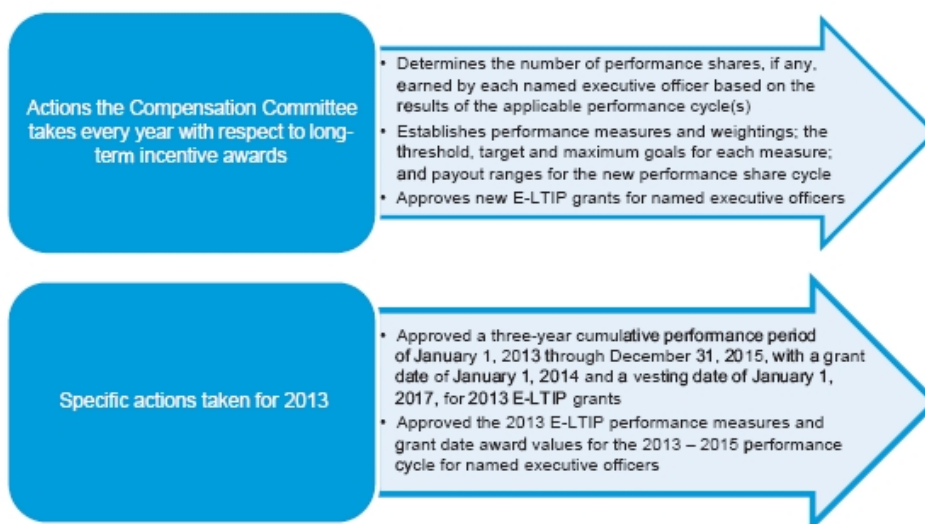 Actions the Compensation Committee
takes every year with respect to long-
term incentive awards
• Determines the number of performance shares, if any,
earned by each named executive officer based on the
results of the applicable performance cycle(s)
• Establishes performance measures and weightings; the
threshold, target and maximum goals for each measure;
and payout ranges for the new performance share cycle
• Approves new E-LTIP grants for named executive officers
Specific actions taken for 2013
• Approved a three-year cumulative performance period
of January 1, 2013 through December 31, 2015, with a grant
date of January 1, 2014 and a vesting date of January 1,
2017, for 2013 E-LTIP grants
• Approved the 2013 E-LTIP performance measures and
grant date award values for the 2013 – 2015 performance
cycle for named executive officers